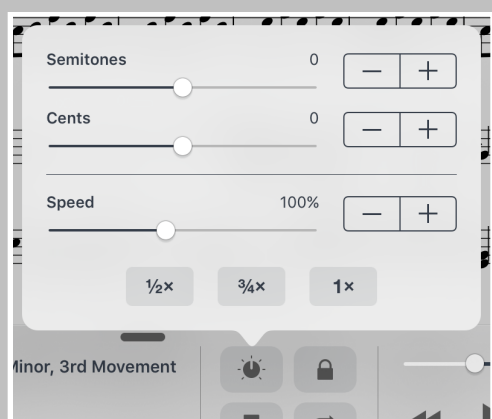 Semitones 0
Cents 0
Speed 100%
½× ¾× 1×
Minor, 3rd Movement